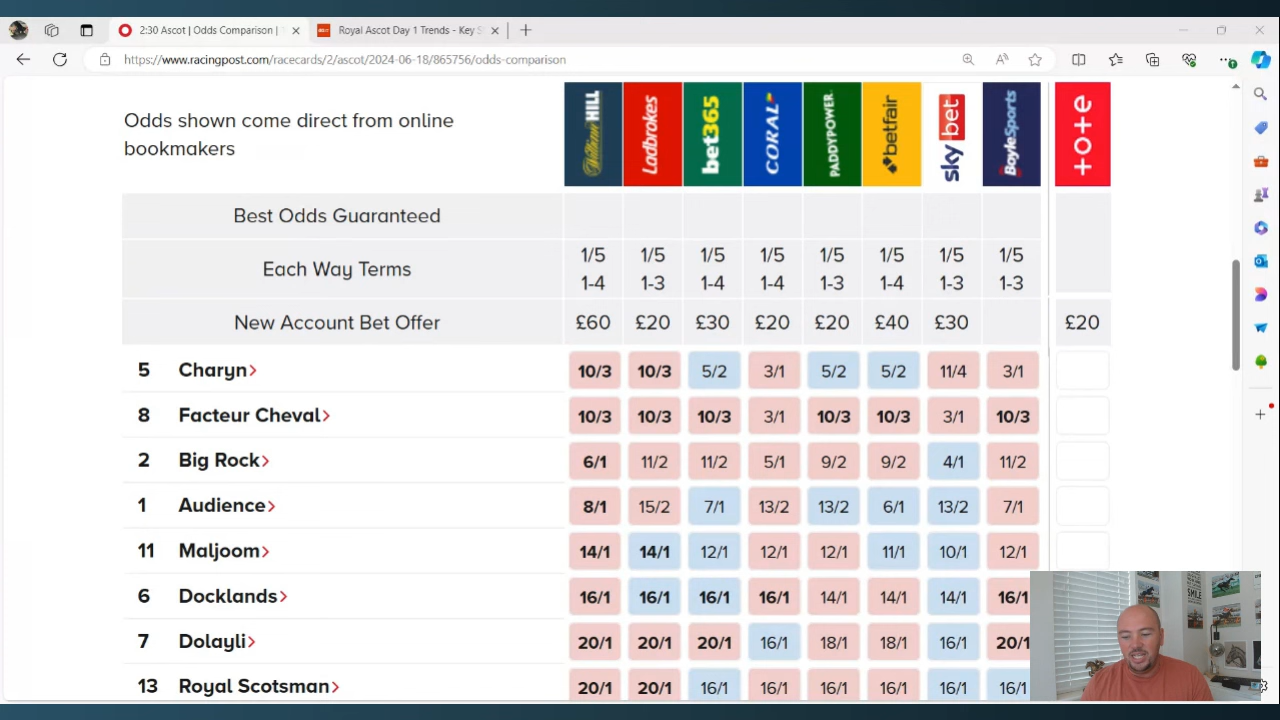 2:30 Ascot | Odds Comparison |
Royal Ascot Day 1 Trends - Key S
https://www.racingpost.com/racecards/2/ascot/2024-06-18/865756/odds-comparison
Odds shown come direct from online
bookmakers
William HILL Ladbrokes bet365 CORAL PADDYPOWER betfair sky bet BoyleSports tote
Best Odds Guaranteed
Each Way Terms 1/5 1/5 1/5 1/5 1/5 1/5 1/5 1/5
1-4 1-3 1-4 1-4 1-3 1-4 1-3 1-3
New Account Bet Offer £60 £20 £30 £20 £20 £40 £30 £20
5 Charyn> 10/3 10/3 5/2 3/1 5/2 5/2 11/4 3/1
8 Facteur Cheval> 10/3 10/3 10/3 3/1 10/3 10/3 3/1 10/3
2 Big Rock> 6/1 11/2 11/2 5/1 9/2 9/2 4/1 11/2
1 Audience> 8/1 15/2 7/1 13/2 13/2 6/1 13/2 7/1
11 Maljoom> 14/1 14/1 12/1 12/1 12/1 11/1 10/1 12/1
6 Docklands> 16/1 16/1 16/1 16/1 14/1 14/1 14/1 16/1
7 Dolayli> 20/1 20/1 20/1 16/1 18/1 18/1 16/1 20/1
13 Royal Scotsman> 20/1 20/1 16/1 16/1 16/1 16/1 16/1 16/1
SMILE